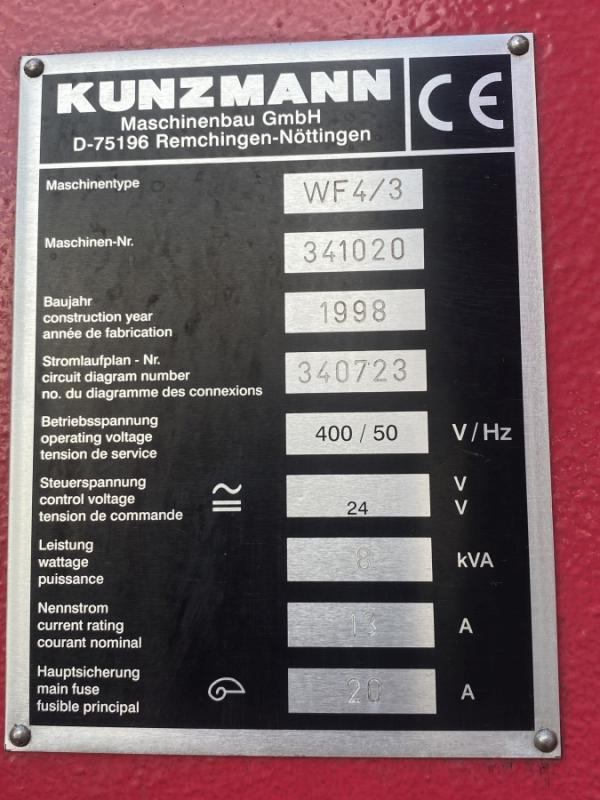 KUNZMANN
Maschinenbau GmbH
D-75196 Remchingen-Nöttingen
CE
Maschinentype WF4/3
Maschinen-Nr. 341020
Baujahr
construction year 1998
année de fabrication
Stromlaufplan - Nr.
circuit diagram number 340723
no. du diagramme des connexions
Betriebsspannung
operating voltage 400 / 50 V/Hz
tension de service
Steuerspannung V
control voltage ≅ 24 V
tension de commande
Leistung
wattage 8 kVA
puissance
Nennstrom
current rating 13 A
courant nominal
Hauptsicherung
main fuse 20 A
fusible principal